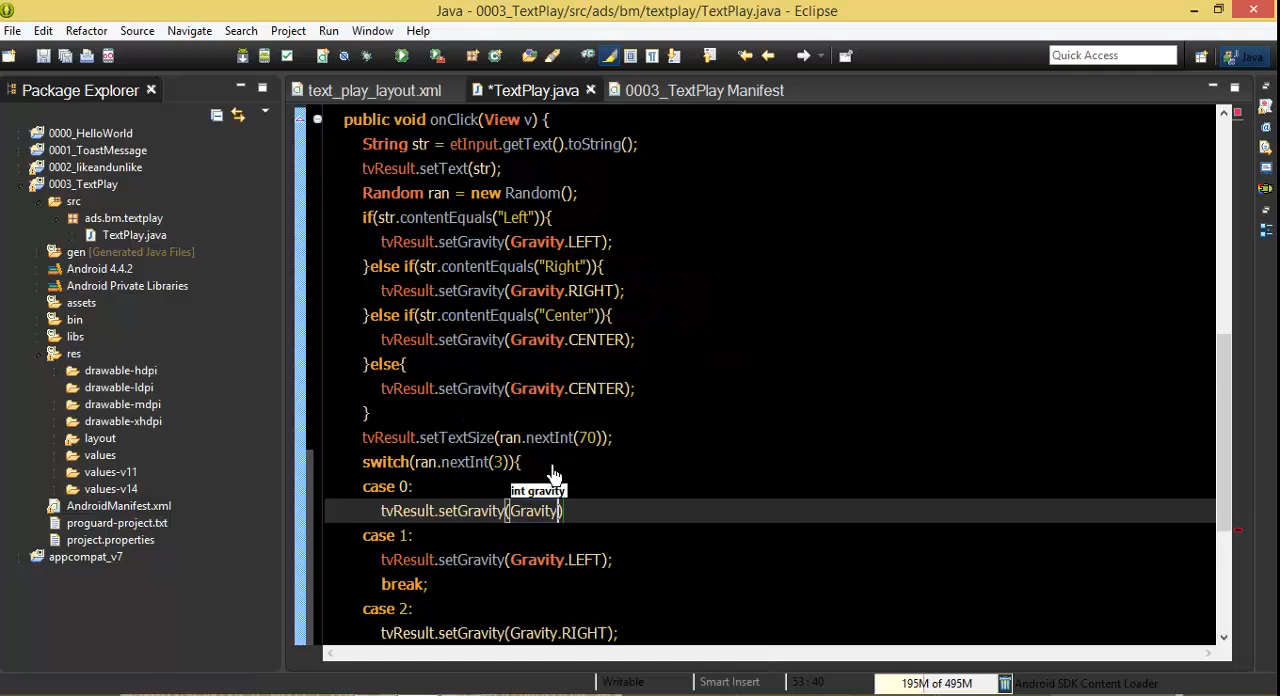 Java - 0003_TextPlay/src/ads/bm/textplay/TextPlay.java - Eclipse
File Edit Refactor Source Navigate Search Project Run Window Help
Quick Access
Java
Package Explorer
text_play_layout.xml
*TextPlay.java
0003_TextPlay Manifest
0000_HelloWorld
0001_ToastMessage
0002_likeandunlike
0003_TextPlay
src
ads.bm.textplay
TextPlay.java
gen [Generated Java Files]
Android 4.4.2
Android Private Libraries
assets
bin
libs
res
drawable-hdpi
drawable-ldpi
drawable-mdpi
drawable-xhdpi
layout
values
values-v11
values-v14
AndroidManifest.xml
proguard-project.txt
project.properties
appcompat_v7
public void onClick(View v) {
String str = etInput.getText().toString();
tvResult.setText(str);
Random ran = new Random();
if(str.contentEquals("Left")){
tvResult.setGravity(Gravity.LEFT);
}else if(str.contentEquals("Right")){
tvResult.setGravity(Gravity.RIGHT);
}else if(str.contentEquals("Center")){
tvResult.setGravity(Gravity.CENTER);
}else{
tvResult.setGravity(Gravity.CENTER);
}
tvResult.setTextSize(ran.nextInt(70));
switch(ran.nextInt(3)){
case 0:
int gravity
tvResult.setGravity(Gravity)
case 1:
tvResult.setGravity(Gravity.LEFT);
break;
case 2:
tvResult.setGravity(Gravity.RIGHT);
Writable
Smart Insert
53 : 40
195M of 495M
Android SDK Content Loader